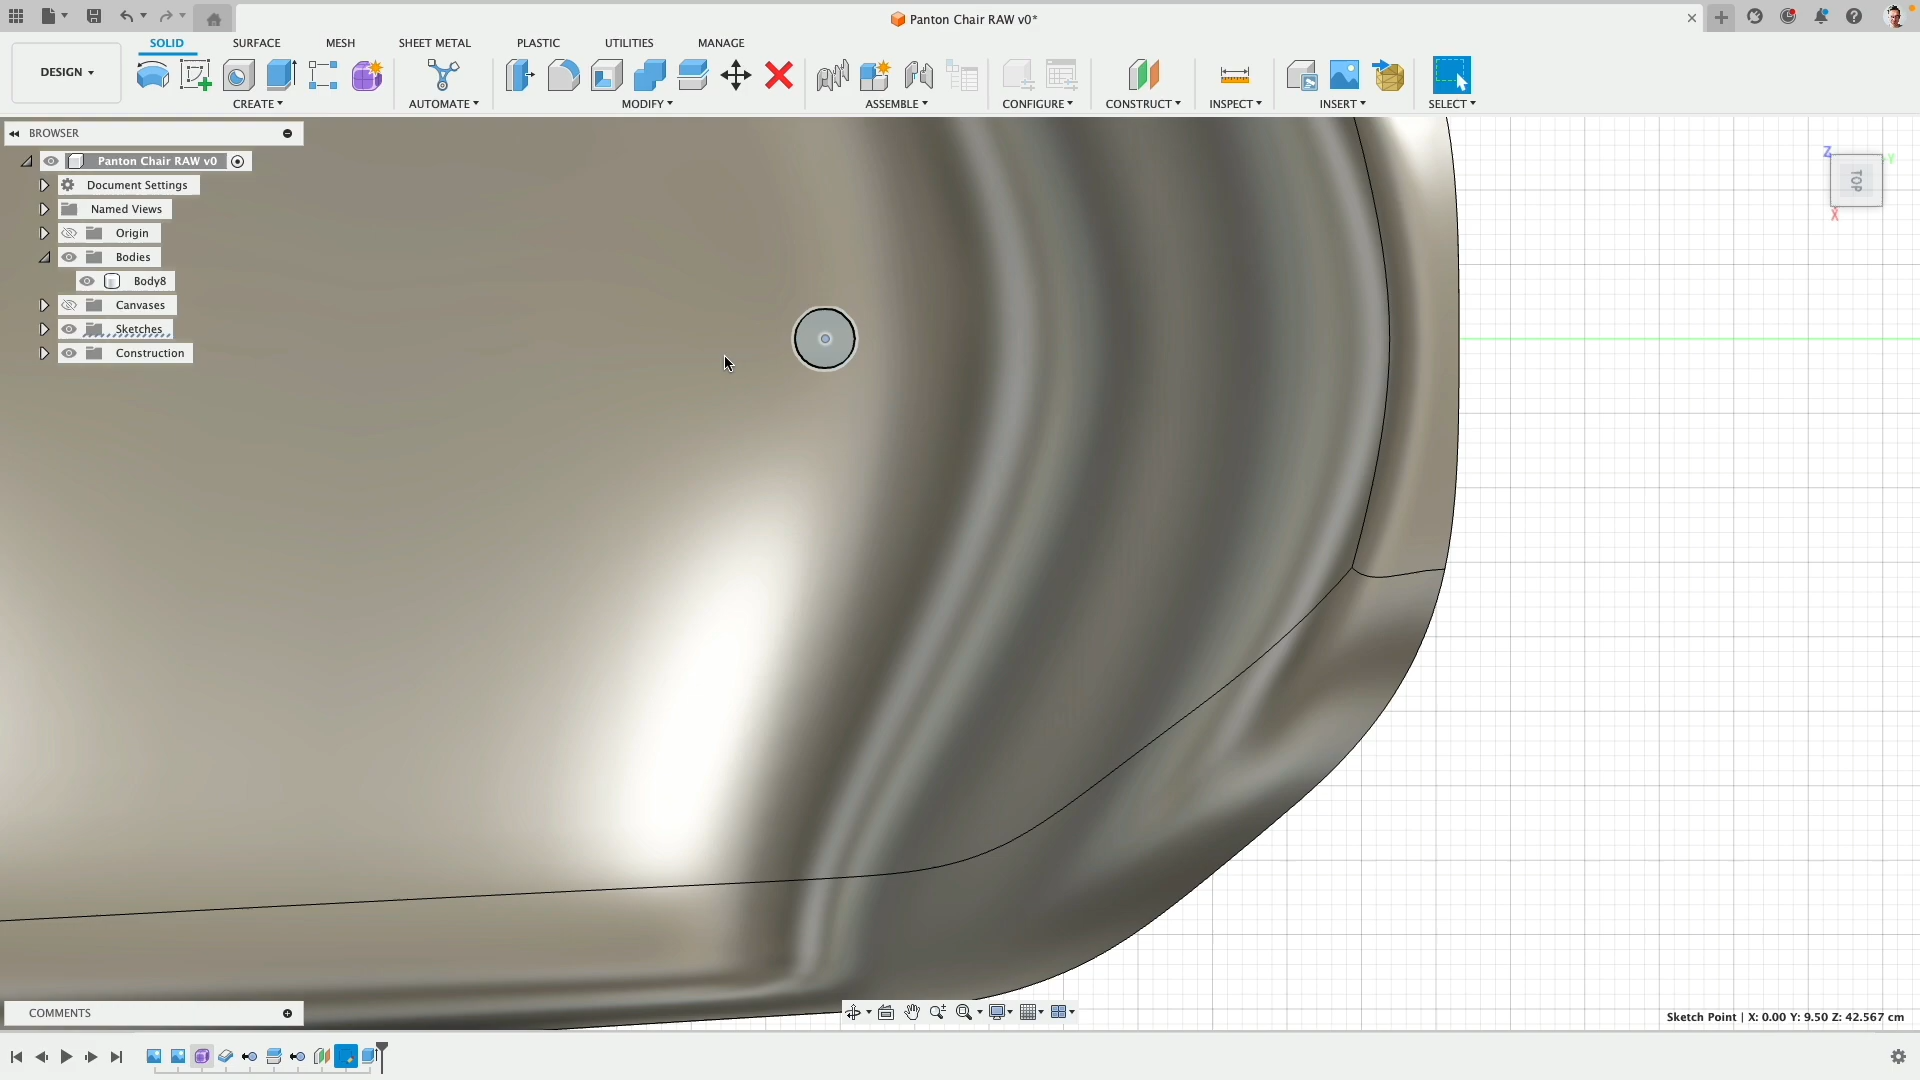 Panton Chair RAW v0*
DESIGN
SOLID SURFACE MESH SHEET METAL PLASTIC UTILITIES MANAGE
CREATE AUTOMATE MODIFY ASSEMBLE CONFIGURE CONSTRUCT INSPECT INSERT SELECT
BROWSER
Panton Chair RAW v0
Document Settings
Named Views
Origin
Bodies
Body8
Canvases
Sketches
Construction
Z
Y
TOP
X
COMMENTS
Sketch Point | X: 0.00 Y: 9.50 Z: 42.567 cm